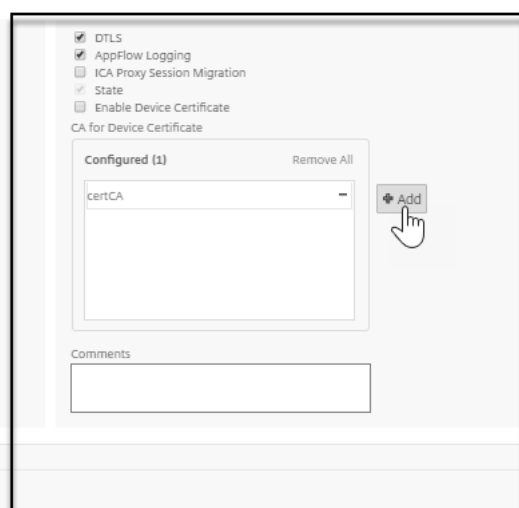 DTLS
AppFlow Logging
ICA Proxy Session Migration
State
Enable Device Certificate
CA for Device Certificate
Configured (1) Remove All
certCA
Add
Comments